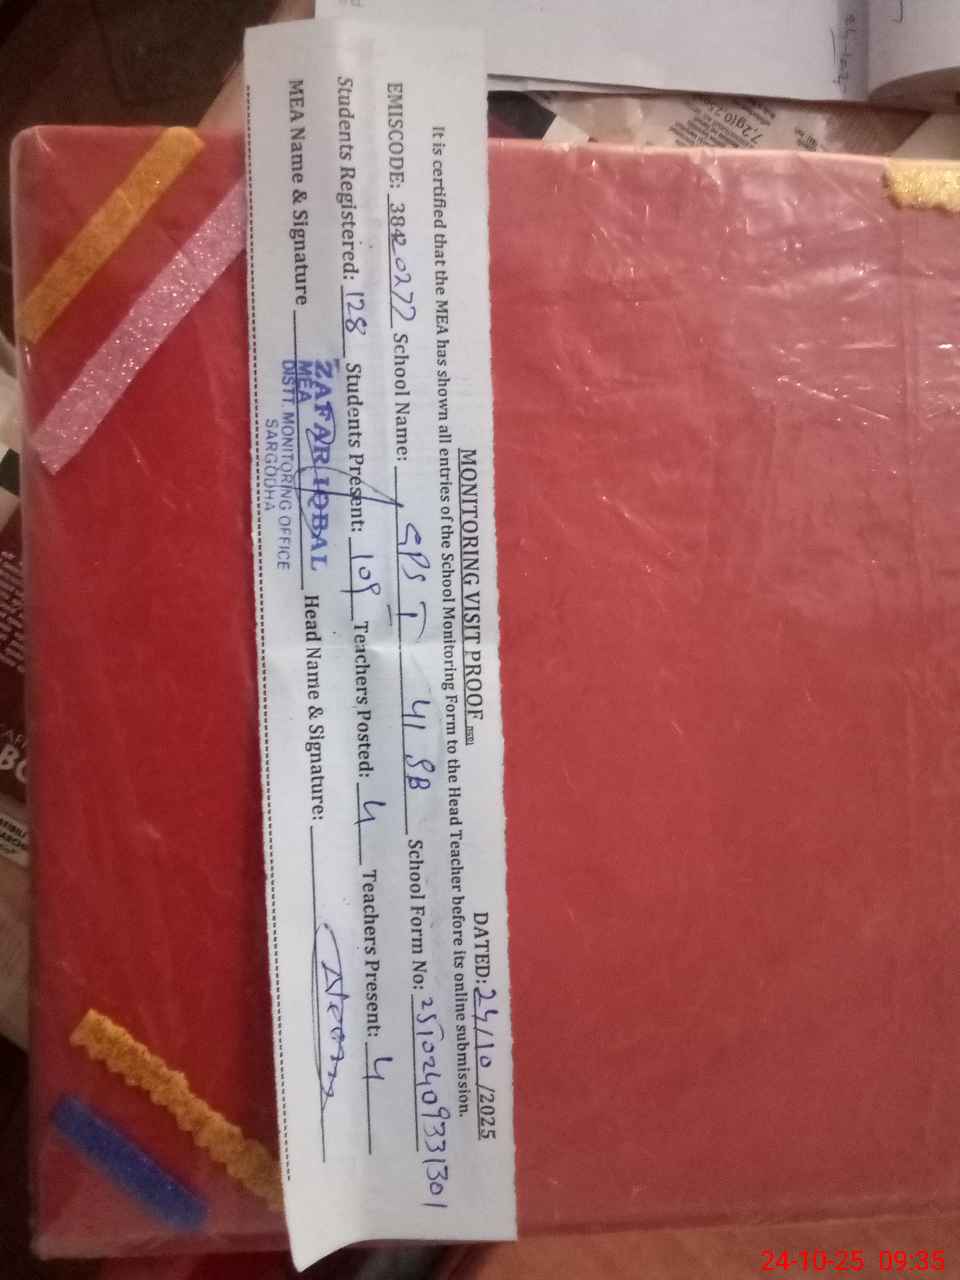 MONITORING VISIT PROOF
DATED: 24/10/2025
It is certified that the MEA has shown all entries of the School Monitoring Form to the Head Teacher before its online submission.
EMISCODE: 38420277 School Name: GPS T 41 SB School Form No: 25102409331301
Students Registered: 128 Students Present: 109 Teachers Posted: 4 Teachers Present: 4
MEA Name & Signature Head Name & Signature:
ZAFAR IQBAL
MEA
DISTT. MONITORING OFFICE
SARGODHA
24-10-25 09:35